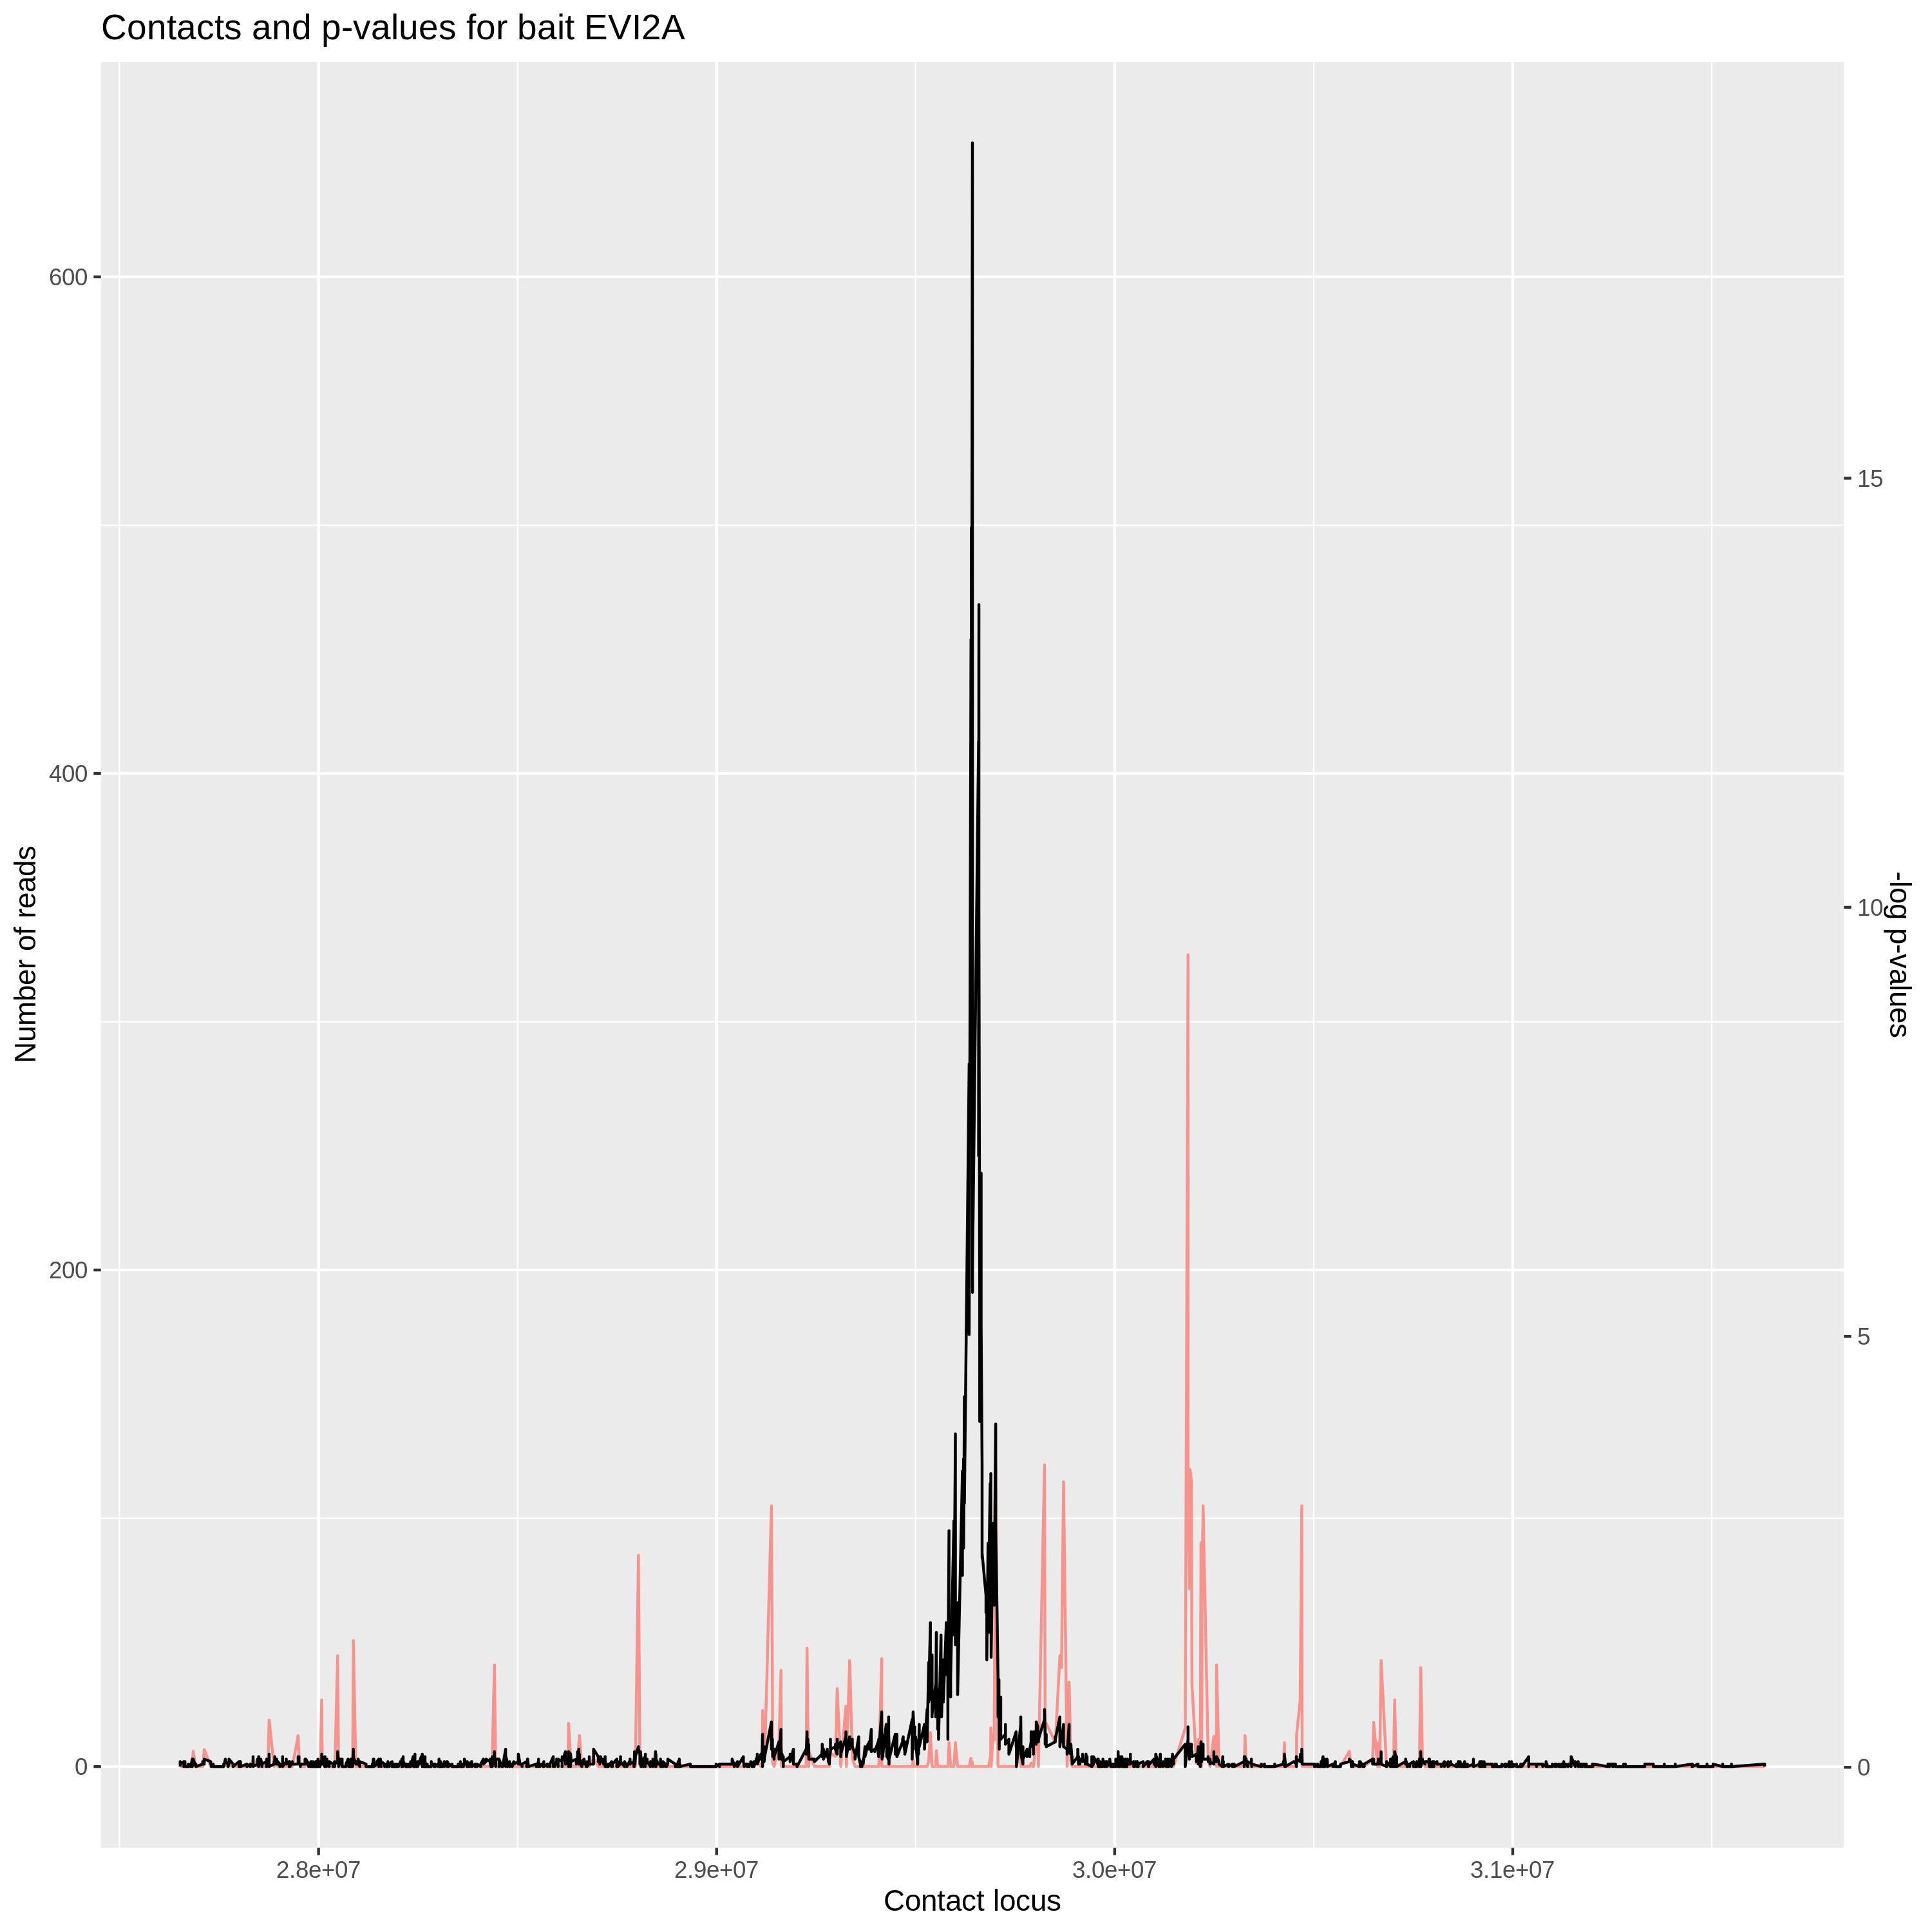 Contacts and p-values for bait EVI2A
600
400
200
0
Number of reads
15
10
5
0
-log p-values
2.8e+07
2.9e+07
3.0e+07
3.1e+07
Contact locus